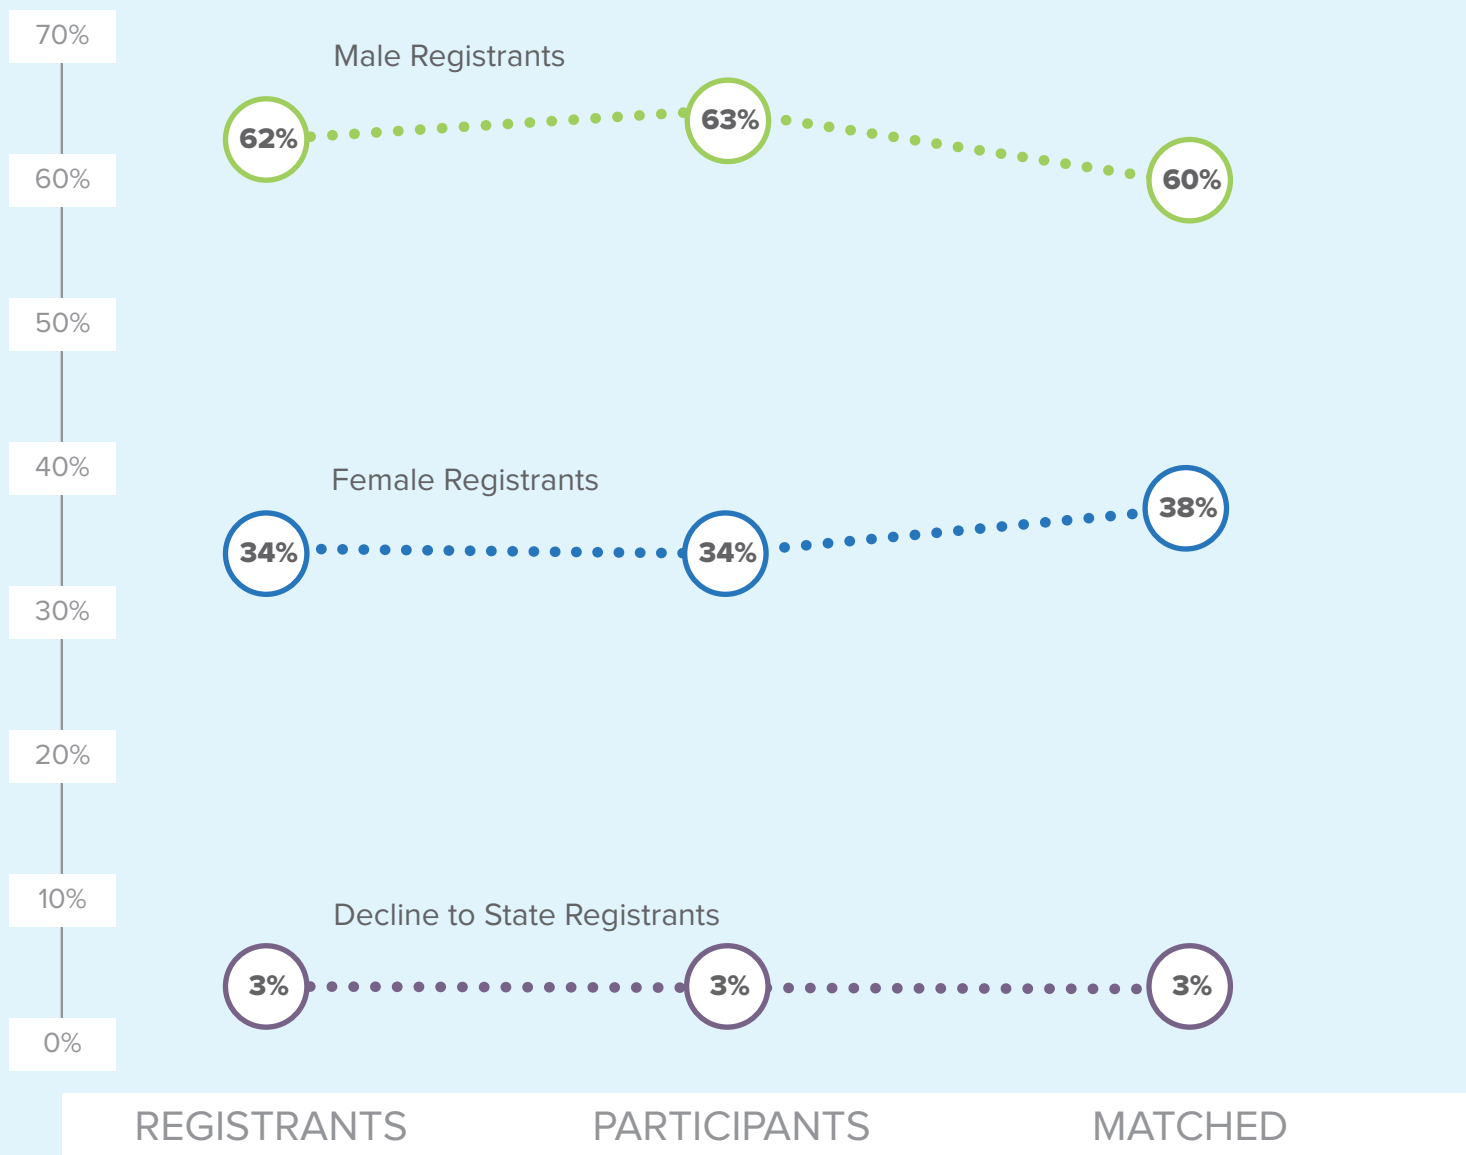 70%
60%
50%
40%
30%
20%
10%
0%
Male Registrants
62%
63%
60%
Female Registrants
34%
34%
38%
Decline to State Registrants
3%
3%
3%
REGISTRANTS
PARTICIPANTS
MATCHED